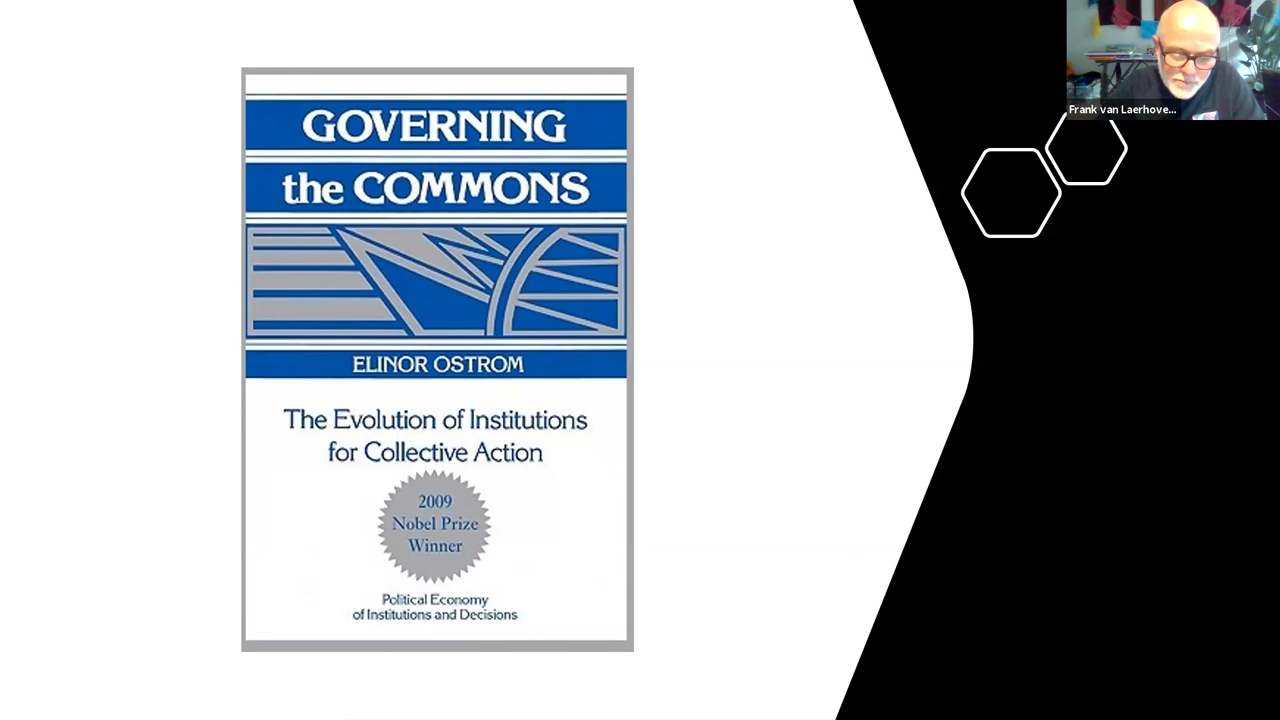 GOVERNING
the COMMONS
ELINOR OSTROM
The Evolution of Institutions
for Collective Action
2009
Nobel Prize
Winner
Political Economy
of Institutions and Decisions
Frank van Laerhove...